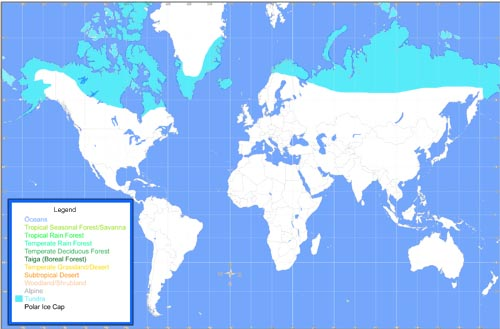 Legend
Oceans
Tropical Seasonal Forest/Savanna
Tropical Rain Forest
Temperate Rain Forest
Temperate Deciduous Forest
Taiga (Boreal Forest)
Temperate Grassland/Desert
Subtropical Desert
Woodland/Shrubland
Alpine
Tundra
Polar Ice Cap